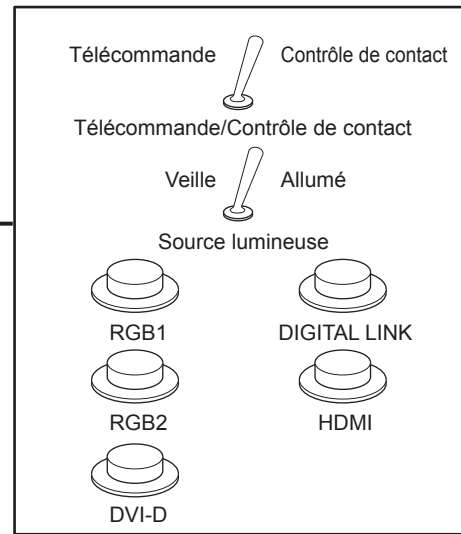 Télécommande Contrôle de contact
Télécommande/Contrôle de contact
Veille Allumé
Source lumineuse
RGB1 DIGITAL LINK
RGB2 HDMI
DVI-D